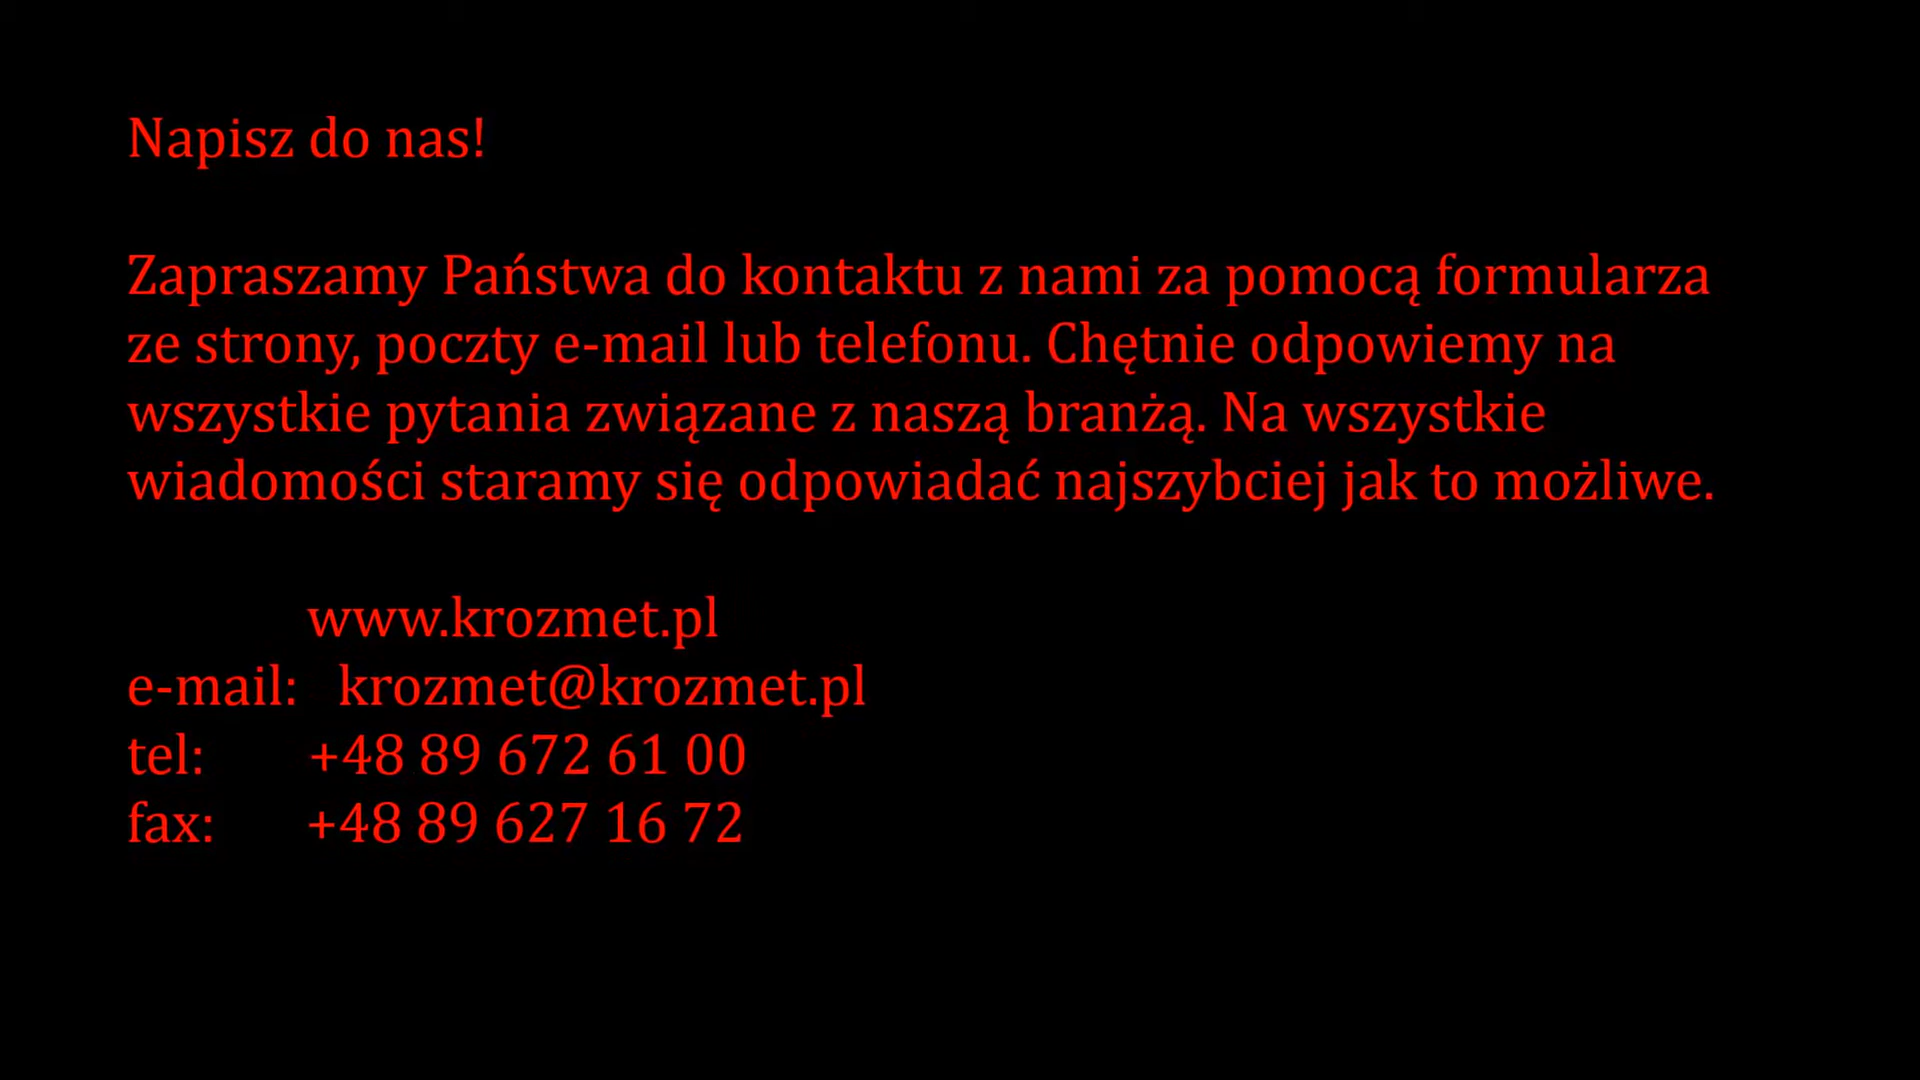 Napisz do nas!
Zapraszamy Państwa do kontaktu z nami za pomocą formularza
ze strony, poczty e-mail lub telefonu. Chętnie odpowiemy na
wszystkie pytania związane z naszą branżą. Na wszystkie
wiadomości staramy się odpowiadać najszybciej jak to możliwe.
www.krozmet.pl
e-mail: krozmet@krozmet.pl
tel: +48 89 672 61 00
fax: +48 89 627 16 72